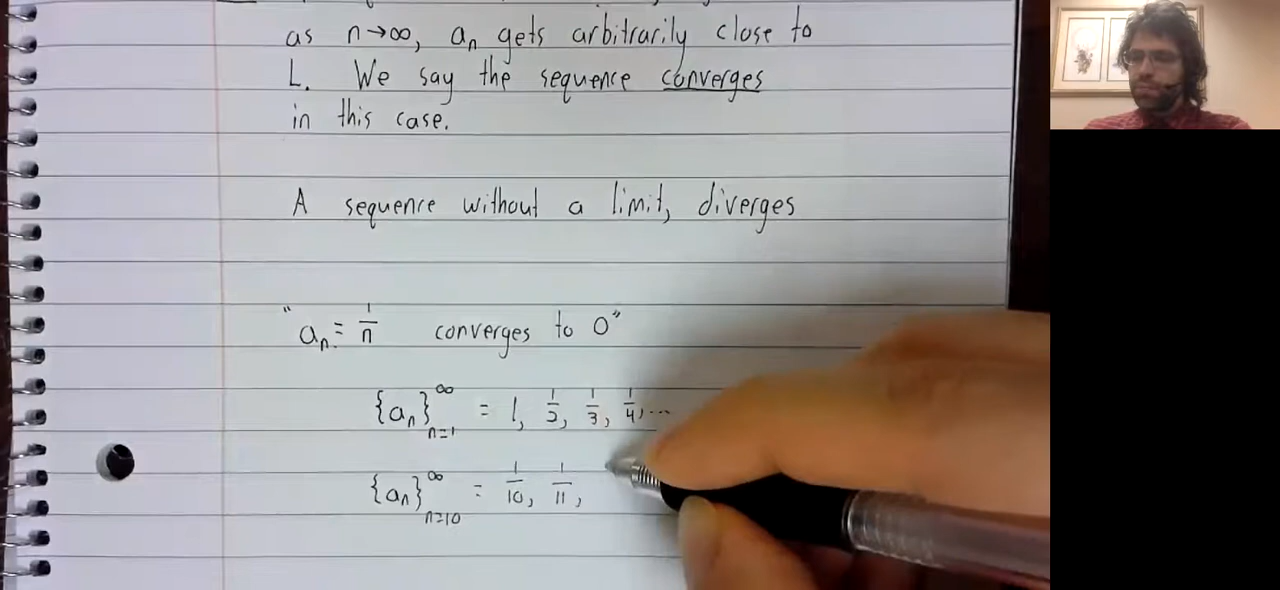 as n→∞, aₙ gets arbitrarily close to
L. We say the sequence converges
in this case.
A sequence without a limit, diverges
"aₙ = 1/n converges to 0"
{aₙ}_{n=1}^∞ = 1, 1/2, 1/3, 1/4, ...
{aₙ}_{n=10}^∞ = 1/10, 1/11,